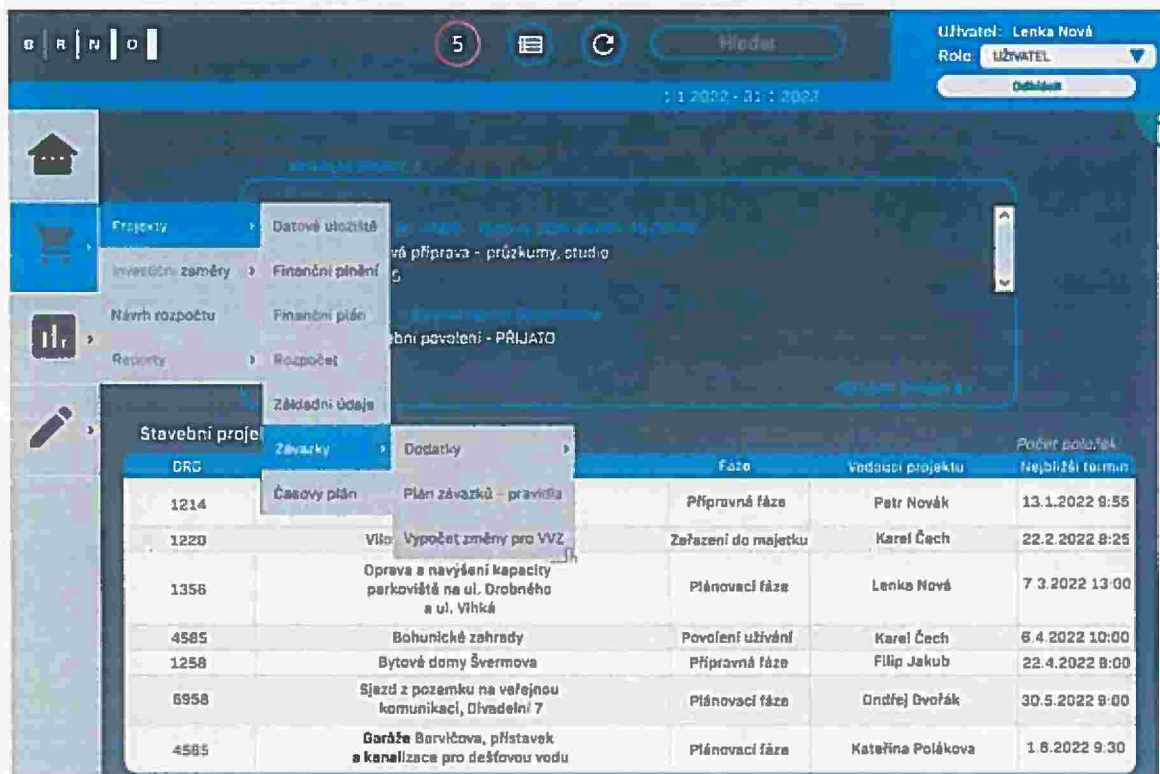 BRNO
5
Hledat
Uživatel: Lenka Nová
Role: UŽIVATEL
Odhlásit
1.1.2022 - 31.1.2022
Projekty
Investiční záměry
Návrh rozpočtu
Reporty
Datové uložiště
Finanční plnění
Finanční plán
Rozpočet
Základní údaje
Závazky
Časový plán
Dodatky
Plán závazků - pravidla
Vypočet změny pro VVZ
vá příprava - průzkumy, studio
ební povolení - PŘIJATO
Stavební proje
Počet položek
ORG Fáze Vedoucí projektu Nejbližší termín
1214 Přípravná fáze Petr Novák 13.1.2022 9:55
1220 Zařazení do majetku Karel Čech 22.2.2022 8:25
Oprava a navýšení kapacity
1356 parkoviště na ul. Drobného Plánovací fáze Lenka Nová 7.3.2022 13:00
a ul. Vlhká
4585 Bohunické zahrady Povolení užívání Karel Čech 6.4.2022 10:00
1258 Bytové domy Švermova Přípravná fáze Filip Jakub 22.4.2022 8:00
Sjezd z pozemku na veřejnou
6958 komunikaci, Divadelní 7 Plánovací fáze Ondřej Dvořák 30.5.2022 9:00
Garáže Barvičova, přístavek
4585 a kanalizace pro dešťovou vodu Plánovací fáze Kateřina Polákova 1.6.2022 9:30